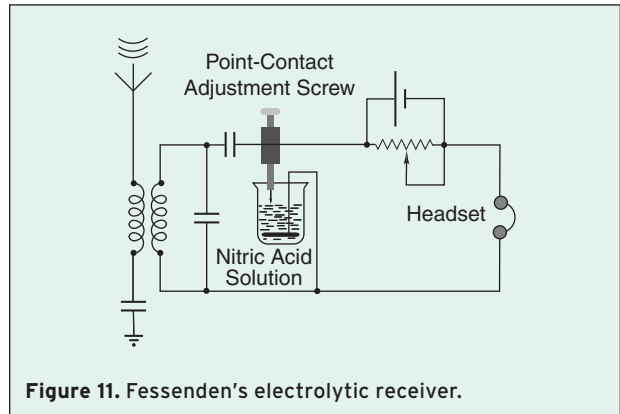 Point-Contact
Adjustment Screw
Headset
Nitric Acid
Solution
Figure 11. Fessenden's electrolytic receiver.